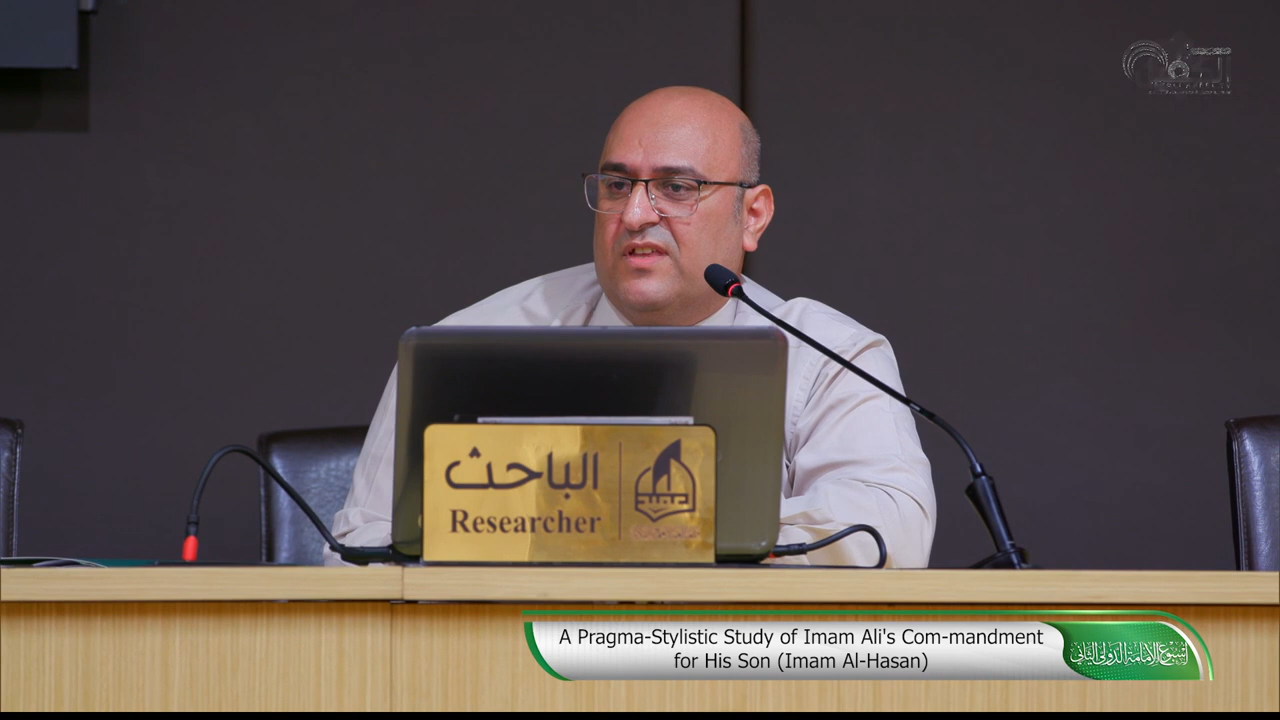 الباحث
Researcher
A Pragma-Stylistic Study of Imam Ali's Com-mandment
for His Son (Imam Al-Hasan)
أسبوع الإمامة الدولي الثاني